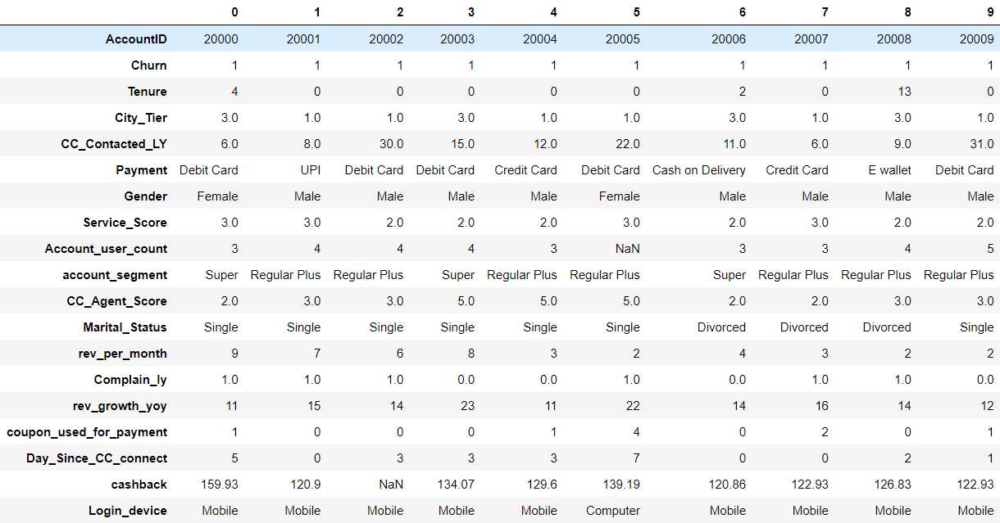 0 1 2 3 4 5 6 7 8 9
AccountID 20000 20001 20002 20003 20004 20005 20006 20007 20008 20009
Churn 1 1 1 1 1 1 1 1 1 1
Tenure 4 0 0 0 0 0 2 0 13 0
City_Tier 3.0 1.0 1.0 3.0 1.0 1.0 3.0 1.0 3.0 1.0
CC_Contacted_LY 6.0 8.0 30.0 15.0 12.0 22.0 11.0 6.0 9.0 31.0
Payment Debit Card UPI Debit Card Debit Card Credit Card Debit Card Cash on Delivery Credit Card E wallet Debit Card
Gender Female Male Male Male Male Female Male Male Male Male
Service_Score 3.0 3.0 2.0 2.0 2.0 3.0 2.0 3.0 2.0 2.0
Account_user_count 3 4 4 4 3 NaN 3 3 4 5
account_segment Super Regular Plus Regular Plus Super Regular Plus Regular Plus Super Regular Plus Regular Plus Regular Plus
CC_Agent_Score 2.0 3.0 3.0 5.0 5.0 5.0 2.0 2.0 3.0 3.0
Marital_Status Single Single Single Single Single Single Divorced Divorced Divorced Single
rev_per_month 9 7 6 8 3 2 4 3 2 2
Complain_ly 1.0 1.0 1.0 0.0 0.0 1.0 0.0 1.0 1.0 0.0
rev_growth_yoy 11 15 14 23 11 22 14 16 14 12
coupon_used_for_payment 1 0 0 0 1 4 0 2 0 1
Day_Since_CC_connect 5 0 3 3 3 7 0 0 2 1
cashback 159.93 120.9 NaN 134.07 129.6 139.19 120.86 122.93 126.83 122.93
Login_device Mobile Mobile Mobile Mobile Mobile Computer Mobile Mobile Mobile Mobile